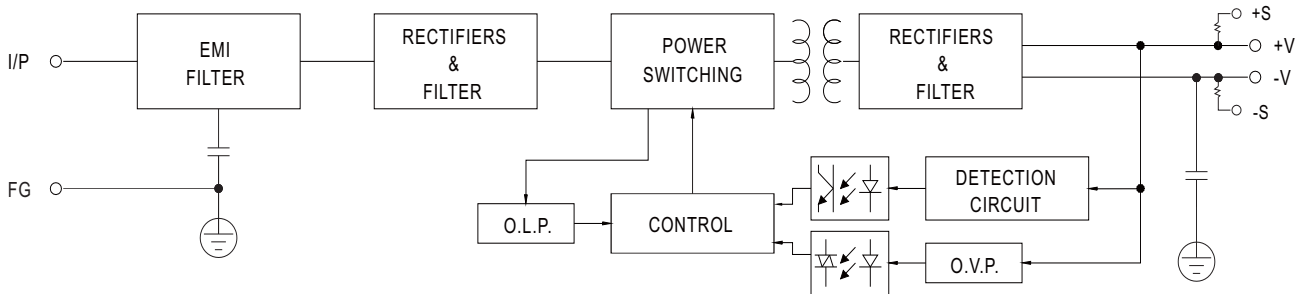 +S
EMI
FILTER
RECTIFIERS
&
FILTER
POWER
SWITCHING
RECTIFIERS
&
FILTER
+V
I/P
-V
-S
FG
DETECTION
CIRCUIT
O.L.P.
CONTROL
O.V.P.